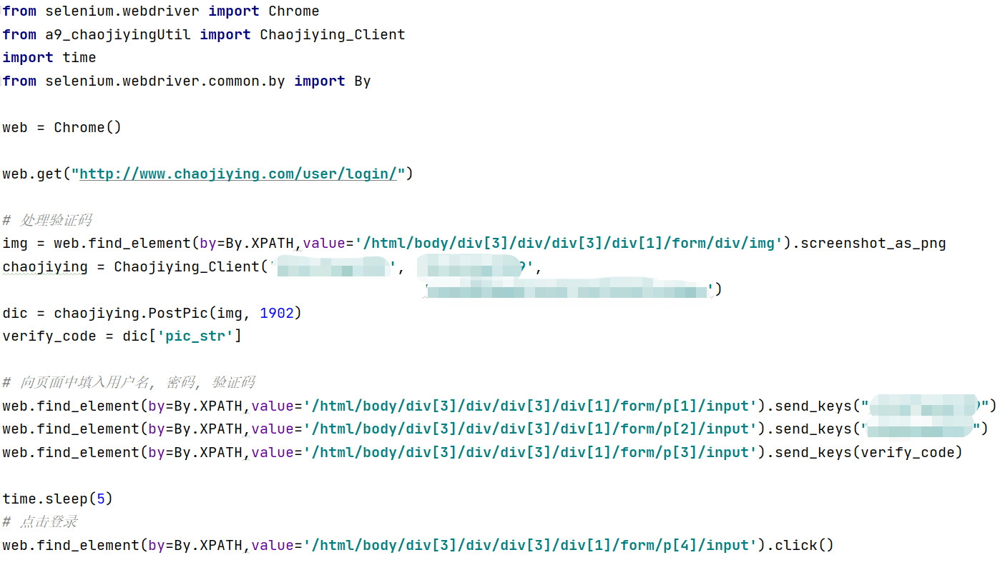 from selenium.webdriver import Chrome
from a9_chaojiyingUtil import Chaojiying_Client
import time
from selenium.webdriver.common.by import By
web = Chrome()
web.get("http://www.chaojiying.com/user/login/")
# 处理验证码
img = web.find_element(by=By.XPATH,value='/html/body/div[3]/div/div[3]/div[1]/form/div/img').screenshot_as_png
chaojiying = Chaojiying_Client('', 9',
'')
dic = chaojiying.PostPic(img, 1902)
verify_code = dic['pic_str']
# 向页面中填入用户名, 密码, 验证码
web.find_element(by=By.XPATH,value='/html/body/div[3]/div/div[3]/div[1]/form/p[1]/input').send_keys("9")
web.find_element(by=By.XPATH,value='/html/body/div[3]/div/div[3]/div[1]/form/p[2]/input').send_keys("")
web.find_element(by=By.XPATH,value='/html/body/div[3]/div/div[3]/div[1]/form/p[3]/input').send_keys(verify_code)
time.sleep(5)
# 点击登录
web.find_element(by=By.XPATH,value='/html/body/div[3]/div/div[3]/div[1]/form/p[4]/input').click()